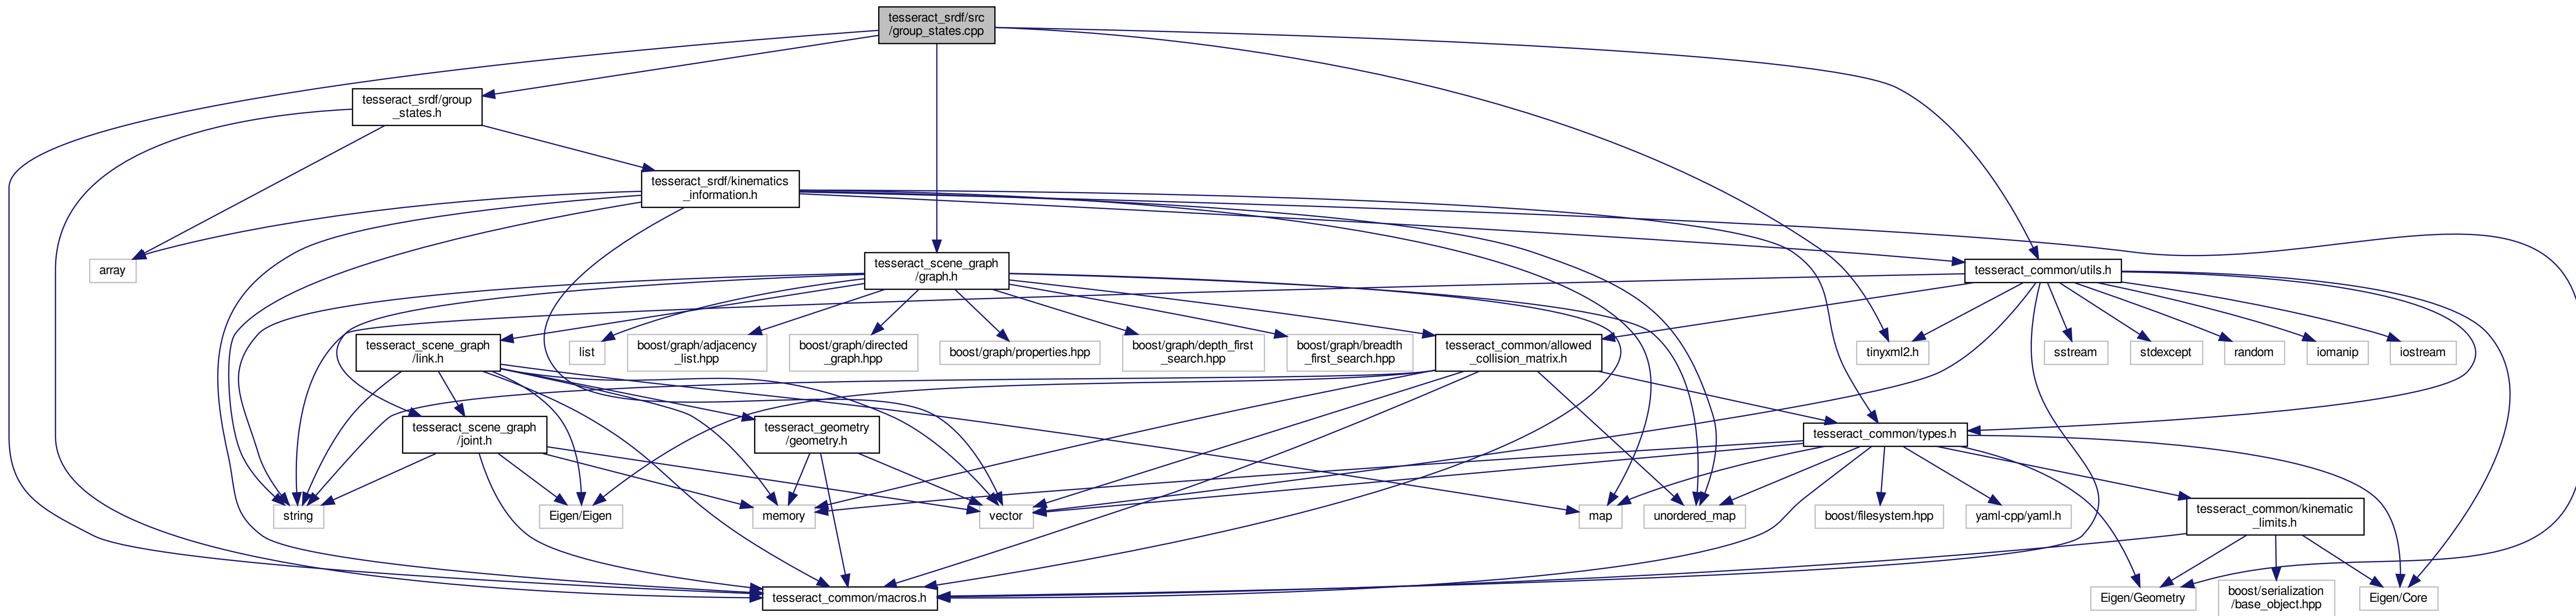 tesseract_srdf/src
/group_states.cpp
tesseract_srdf/group
_states.h
tesseract_srdf/kinematics
_information.h
array
tesseract_scene_graph
/graph.h
tesseract_common/utils.h
tesseract_scene_graph
/link.h
list
boost/graph/adjacency
_list.hpp
boost/graph/directed
_graph.hpp
boost/graph/properties.hpp
boost/graph/depth_first
_search.hpp
boost/graph/breadth
_first_search.hpp
tesseract_common/allowed
_collision_matrix.h
tinyxml2.h
sstream
stdexcept
random
iomanip
iostream
tesseract_scene_graph
/joint.h
tesseract_geometry
/geometry.h
tesseract_common/types.h
string
Eigen/Eigen
memory
vector
map
unordered_map
boost/filesystem.hpp
yaml-cpp/yaml.h
tesseract_common/kinematic
_limits.h
tesseract_common/macros.h
Eigen/Geometry
boost/serialization
/base_object.hpp
Eigen/Core